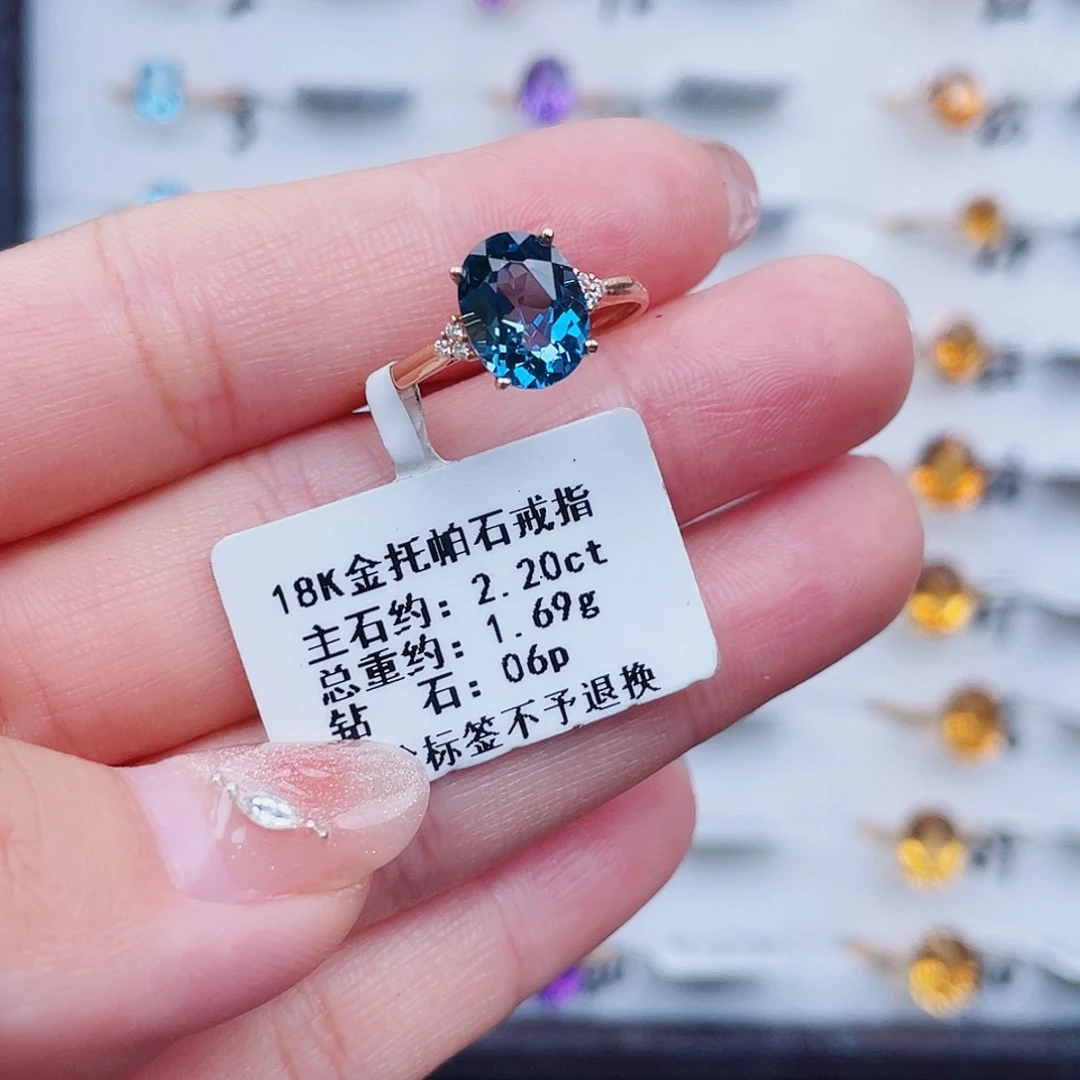 18K金托帕石戒指
主石约: 2.20ct
总重约: 1.69g
钻 石: 06p
标签不予退换